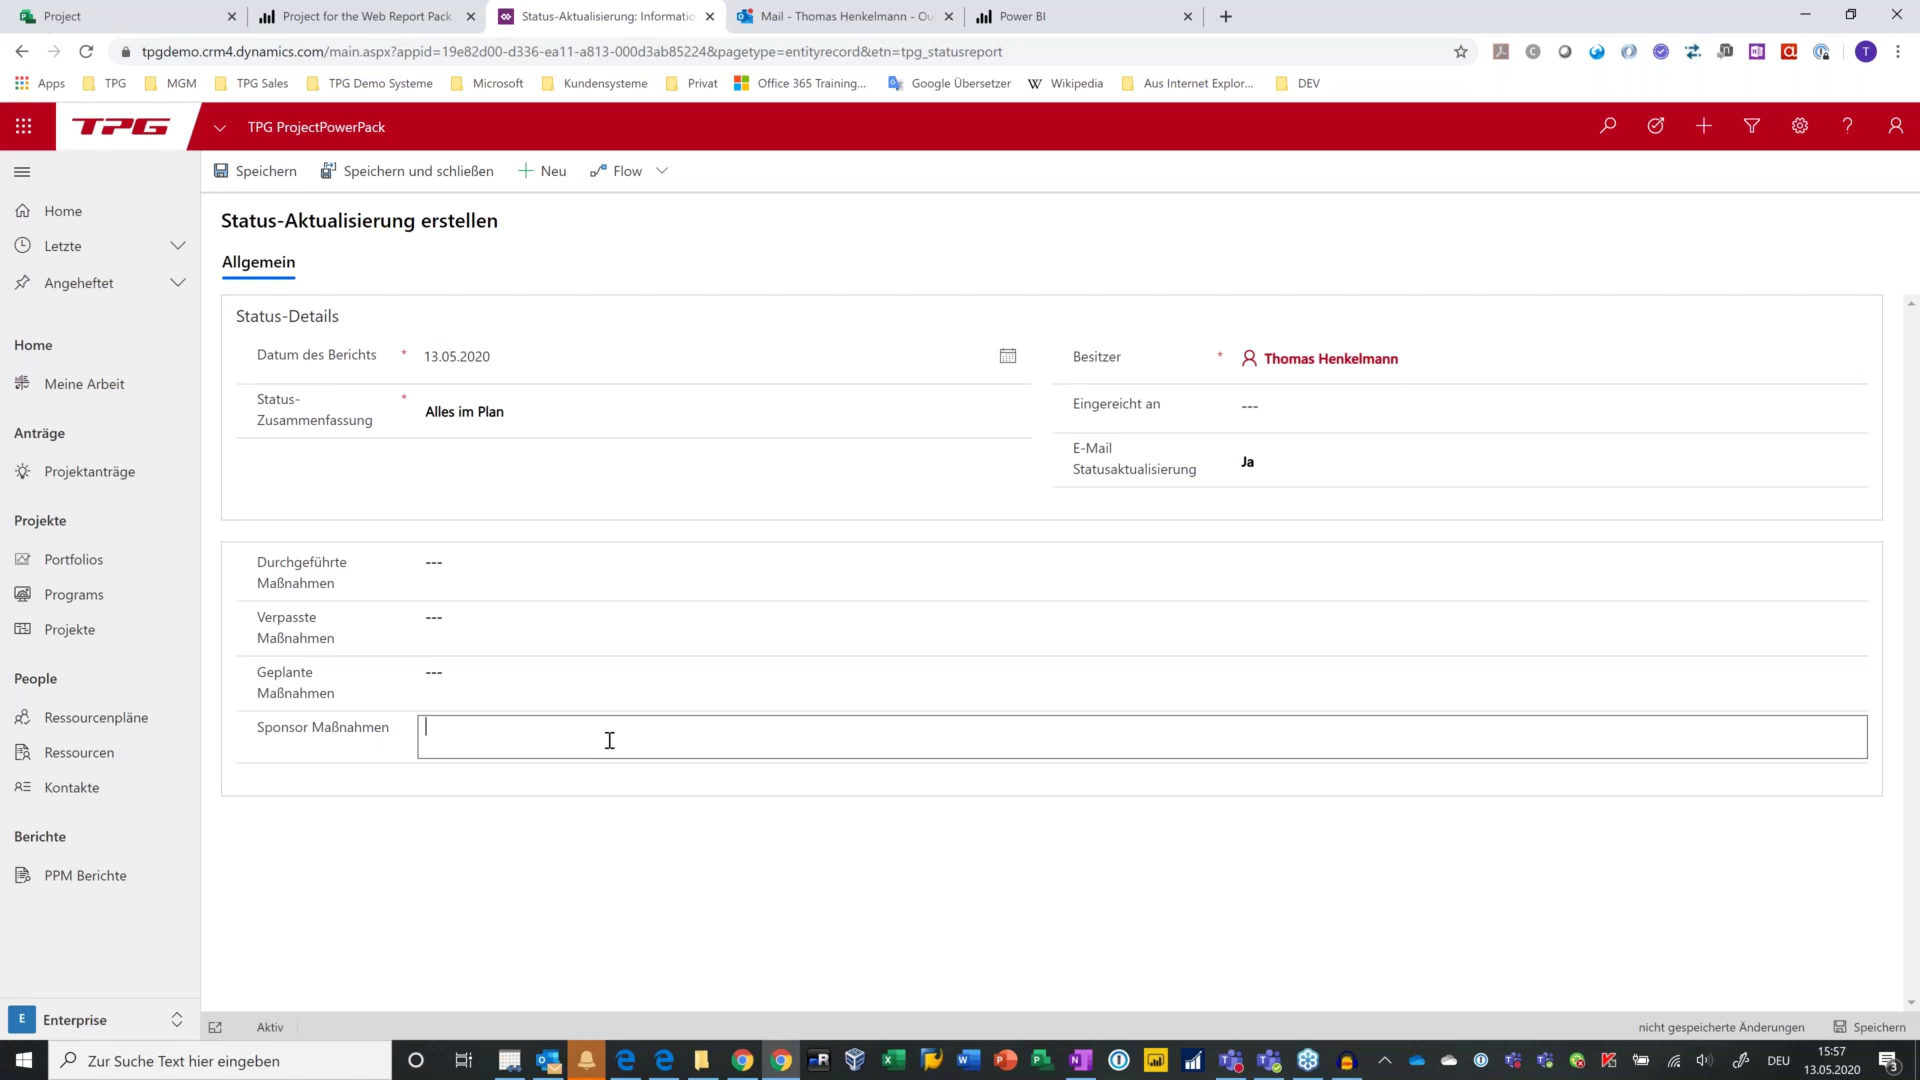 Project
Project for the Web Report Pack
Status-Aktualisierung: Informatio
Mail - Thomas Henkelmann - Ou
Power BI
tpgdemo.crm4.dynamics.com/main.aspx?appid=19e82d00-d336-ea11-a813-000d3ab85224&pagetype=entityrecord&etn=tpg_statusreport
T
Apps
TPG
MGM
TPG Sales
TPG Demo Systeme
Microsoft
Kundensysteme
Privat
Office 365 Training...
Google Übersetzer
Wikipedia
Aus Internet Explor...
DEV
TPG
TPG ProjectPowerPack
Speichern
Speichern und schließen
Neu
Flow
Home
Letzte
Angeheftet
Home
Meine Arbeit
Anträge
Projektanträge
Projekte
Portfolios
Programs
Projekte
People
Ressourcenpläne
Ressourcen
Kontakte
Berichte
PPM Berichte
E
Enterprise
Status-Aktualisierung erstellen
Allgemein
Status-Details
Datum des Berichts * 13.05.2020
Status-
Zusammenfassung * Alles im Plan
Besitzer * Thomas Henkelmann
Eingereicht an ---
E-Mail
Statusaktualisierung Ja
Durchgeführte
Maßnahmen ---
Verpasste
Maßnahmen ---
Geplante
Maßnahmen ---
Sponsor Maßnahmen
Aktiv
nicht gespeicherte Änderungen
Speichern
Zur Suche Text hier eingeben
DEU
15:57
13.05.2020
3